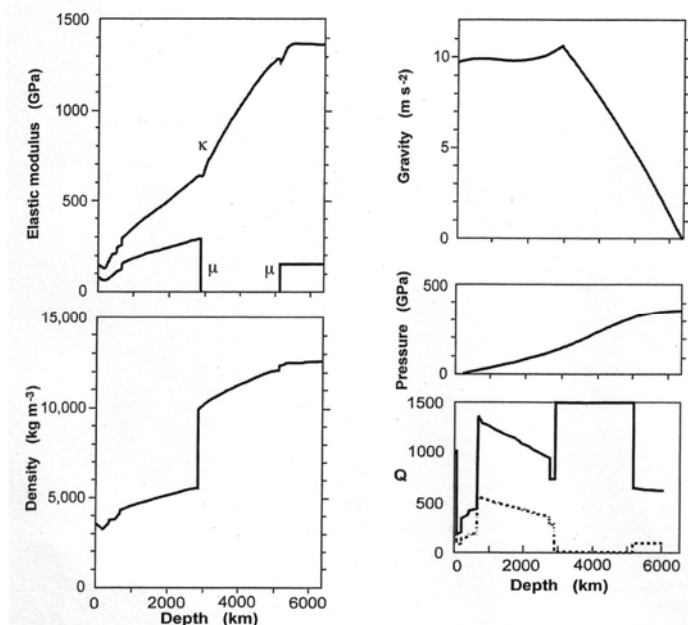 Elastic modulus (GPa)
1500
1000
500
0
κ
μ
μ
Density (kg m-3)
15,000
10,000
5,000
0
0
2000
4000
6000
Depth (km)
Gravity (m s-2)
10
5
0
Pressure (GPa)
500
0
Q
1500
1000
500
0
0
2000
4000
6000
Depth (km)